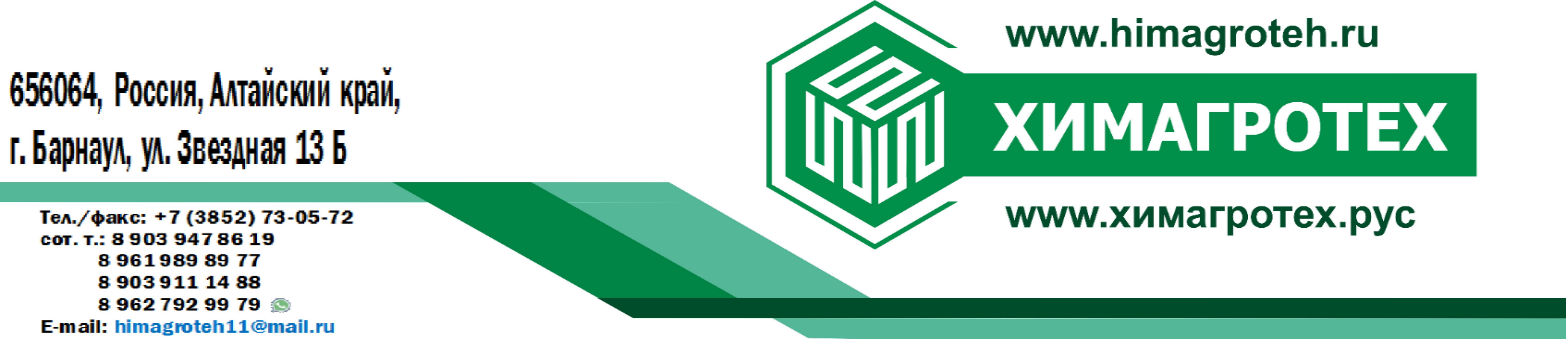 656064, Россия, Алтайский край,
г. Барнаул, ул. Звездная 13 Б
Тел./факс: +7 (3852) 73-05-72
сот. т.: 8 903 947 86 19
8 961 989 89 77
8 903 911 14 88
8 962 792 99 79
E-mail: himagroteh11@mail.ru
www.himagroteh.ru
ХИМАГРОТЕХ
www.химагротех.рус